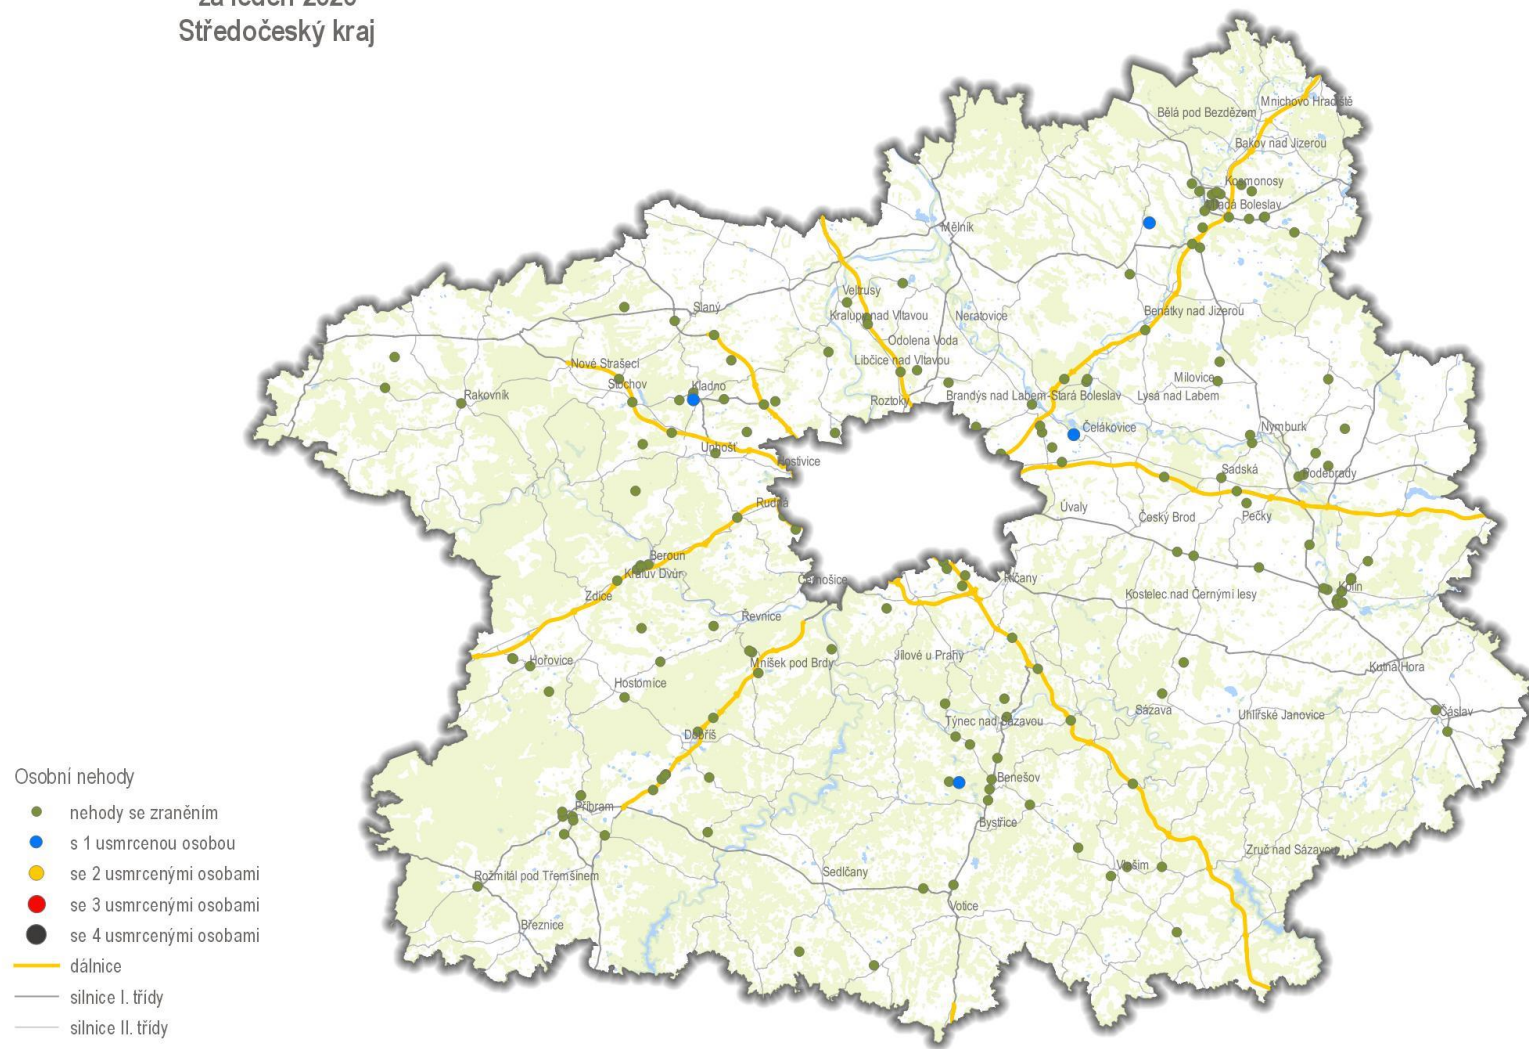 Středočeský kraj
Mnichovo Hradiště
Bělá pod Bezdězem
Bakov nad Jizerou
Kosmonosy
Mladá Boleslav
Mělník
Veltrusy
Slaný
Kralupy nad Vltavou
Neratovice
Benátky nad Jizerou
Odolena Voda
Libčice nad Vltavou
Nové Strašecí
Stochov
Kladno
Milovice
Rakovník
Roztoky
Brandýs nad Labem-Stará Boleslav
Lysá nad Labem
Čelákovice
Nymburk
Unhošť
Hostivice
Sadská
Poděbrady
Rudná
Úvaly
Český Brod
Pečky
Beroun
Králův Dvůr
Černošice
Říčany
Kolín
Zdice
Kostelec nad Černými lesy
Řevnice
Hořovice
Mníšek pod Brdy
Jílové u Prahy
Kutná Hora
Hostomice
Sázava
Uhlířské Janovice
Čáslav
Týnec nad Sázavou
Dobříš
Osobní nehody
Benešov
nehody se zraněním
Příbram
Bystřice
s 1 usmrcenou osobou
Zruč nad Sázavou
Vlašim
se 2 usmrcenými osobami
Rožmitál pod Třemšínem
Sedlčany
se 3 usmrcenými osobami
Votice
Březnice
se 4 usmrcenými osobami
dálnice
silnice I. třídy
silnice II. třídy